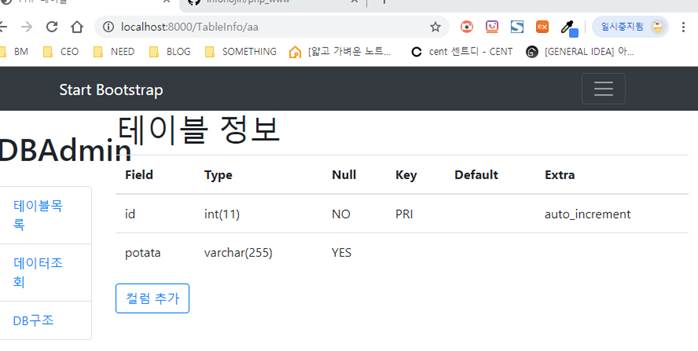 localhost:8000/TableInfo/aa
일시중지됨
BM CEO NEED BLOG SOMETHING [얇고 가벼운 노트... cent 센트디 - CENT [GENERAL IDEA] 아...
Start Bootstrap
테이블 정보
DBAdmin
Field Type Null Key Default Extra
id int(11) NO PRI auto_increment
potata varchar(255) YES
테이블목
록
데이터조
회
DB구조
컬럼 추가